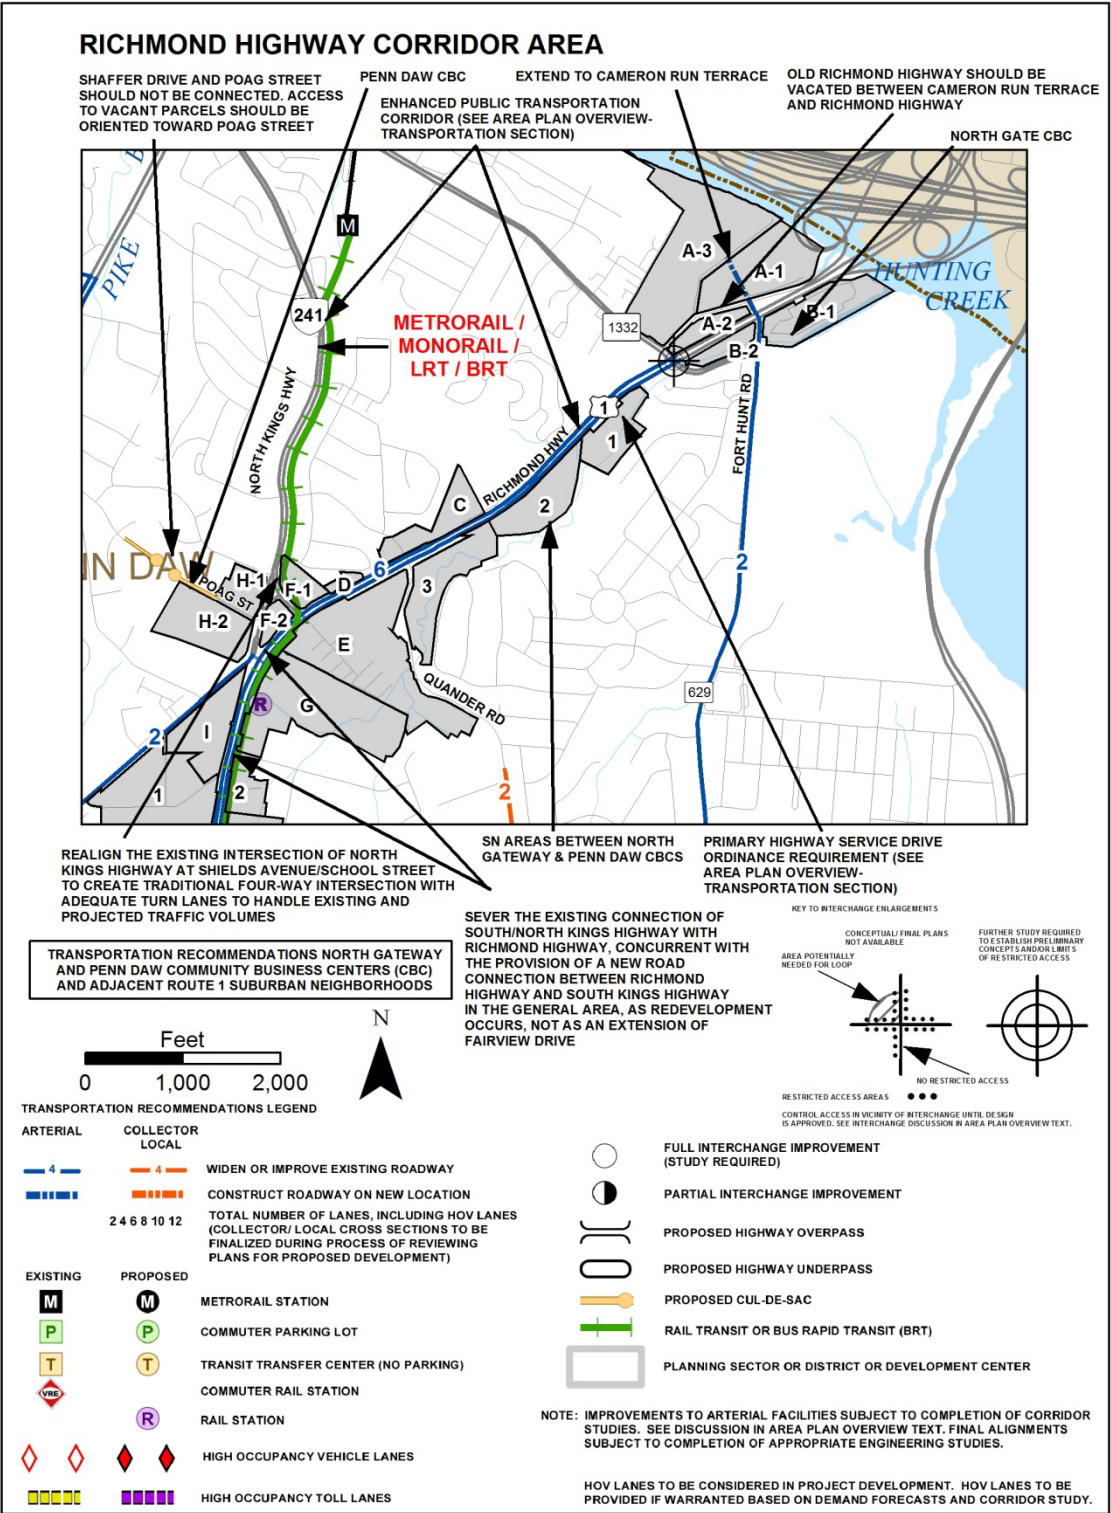 RICHMOND HIGHWAY CORRIDOR AREA
SHAFFER DRIVE AND POAG STREET
SHOULD NOT BE CONNECTED. ACCESS
TO VACANT PARCELS SHOULD BE
ORIENTED TOWARD POAG STREET
PENN DAW CBC
ENHANCED PUBLIC TRANSPORTATION
CORRIDOR (SEE AREA PLAN OVERVIEW-
TRANSPORTATION SECTION)
EXTEND TO CAMERON RUN TERRACE
OLD RICHMOND HIGHWAY SHOULD BE
VACATED BETWEEN CAMERON RUN TERRACE
AND RICHMOND HIGHWAY
NORTH GATE CBC
PIKE
M
241
METRORAIL /
MONORAIL /
LRT / BRT
NORTH KINGS HWY
1332
A-3
A-1
A-2
B-1
B-2
HUNTING
CREEK
1
1
RICHMOND HWY
FORT HUNT RD
C
2
6
3
2
IN DAW
POAG ST
H-1
H-2
F-1
F-2
D
E
QUANDER RD
629
G
R
I
2
1
2
2
REALIGN THE EXISTING INTERSECTION OF NORTH
KINGS HIGHWAY AT SHIELDS AVENUE/SCHOOL STREET
TO CREATE TRADITIONAL FOUR-WAY INTERSECTION WITH
ADEQUATE TURN LANES TO HANDLE EXISTING AND
PROJECTED TRAFFIC VOLUMES
SN AREAS BETWEEN NORTH
GATEWAY & PENN DAW CBCS
PRIMARY HIGHWAY SERVICE DRIVE
ORDINANCE REQUIREMENT (SEE
AREA PLAN OVERVIEW-
TRANSPORTATION SECTION)
SEVER THE EXISTING CONNECTION OF
SOUTH/NORTH KINGS HIGHWAY WITH
RICHMOND HIGHWAY, CONCURRENT WITH
THE PROVISION OF A NEW ROAD
CONNECTION BETWEEN RICHMOND
HIGHWAY AND SOUTH KINGS HIGHWAY
IN THE GENERAL AREA, AS REDEVELOPMENT
OCCURS, NOT AS AN EXTENSION OF
FAIRVIEW DRIVE
TRANSPORTATION RECOMMENDATIONS NORTH GATEWAY
AND PENN DAW COMMUNITY BUSINESS CENTERS (CBC)
AND ADJACENT ROUTE 1 SUBURBAN NEIGHBORHOODS
KEY TO INTERCHANGE ENLARGEMENTS
CONCEPTUAL/ FINAL PLANS
NOT AVAILABLE
FURTHER STUDY REQUIRED
TO ESTABLISH PRELIMINARY
CONCEPTS AND/OR LIMITS
OF RESTRICTED ACCESS
AREA POTENTIALLY
NEEDED FOR LOOP
NO RESTRICTED ACCESS
RESTRICTED ACCESS AREAS
CONTROL ACCESS IN VICINITY OF INTERCHANGE UNTIL DESIGN
IS APPROVED. SEE INTERCHANGE DISCUSSION IN AREA PLAN OVERVIEW TEXT.
N
Feet
0 1,000 2,000
TRANSPORTATION RECOMMENDATIONS LEGEND
ARTERIAL
COLLECTOR
LOCAL
4 4 WIDEN OR IMPROVE EXISTING ROADWAY
CONSTRUCT ROADWAY ON NEW LOCATION
2 4 6 8 10 12 TOTAL NUMBER OF LANES, INCLUDING HOV LANES
(COLLECTOR/ LOCAL CROSS SECTIONS TO BE
FINALIZED DURING PROCESS OF REVIEWING
PLANS FOR PROPOSED DEVELOPMENT)
EXISTING PROPOSED
M M METRORAIL STATION
P P COMMUTER PARKING LOT
T T TRANSIT TRANSFER CENTER (NO PARKING)
VRE COMMUTER RAIL STATION
R RAIL STATION
HIGH OCCUPANCY VEHICLE LANES
HIGH OCCUPANCY TOLL LANES
FULL INTERCHANGE IMPROVEMENT
(STUDY REQUIRED)
PARTIAL INTERCHANGE IMPROVEMENT
PROPOSED HIGHWAY OVERPASS
PROPOSED HIGHWAY UNDERPASS
PROPOSED CUL-DE-SAC
RAIL TRANSIT OR BUS RAPID TRANSIT (BRT)
PLANNING SECTOR OR DISTRICT OR DEVELOPMENT CENTER
NOTE: IMPROVEMENTS TO ARTERIAL FACILITIES SUBJECT TO COMPLETION OF CORRIDOR
STUDIES. SEE DISCUSSION IN AREA PLAN OVERVIEW TEXT. FINAL ALIGNMENTS
SUBJECT TO COMPLETION OF APPROPRIATE ENGINEERING STUDIES.
HOV LANES TO BE CONSIDERED IN PROJECT DEVELOPMENT. HOV LANES TO BE
PROVIDED IF WARRANTED BASED ON DEMAND FORECASTS AND CORRIDOR STUDY.